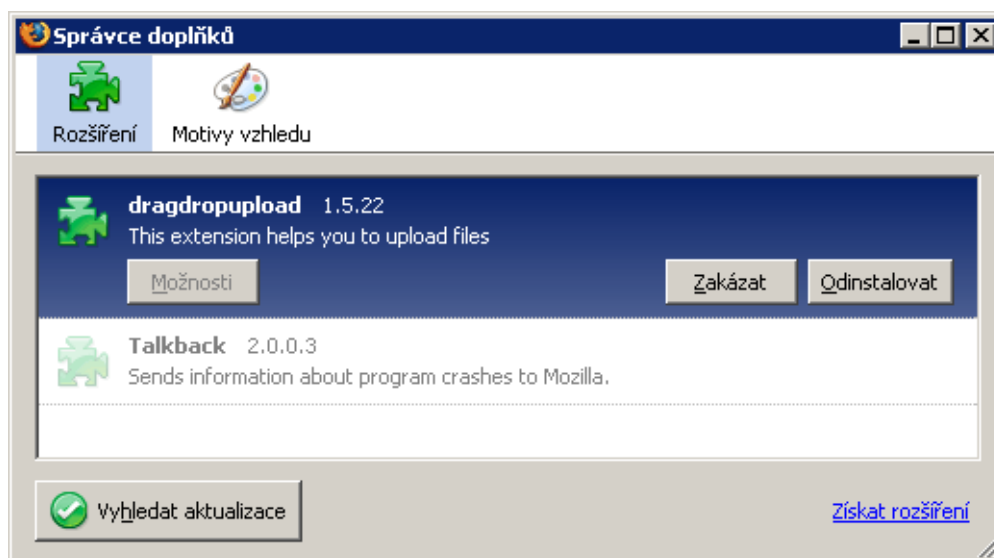 Správce doplňků
Rozšíření Motivy vzhledu
dragdropupload 1.5.22
This extension helps you to upload files
Možnosti Zakázat Odinstalovat
Talkback 2.0.0.3
Sends information about program crashes to Mozilla.
Vyhledat aktualizace Získat rozšíření